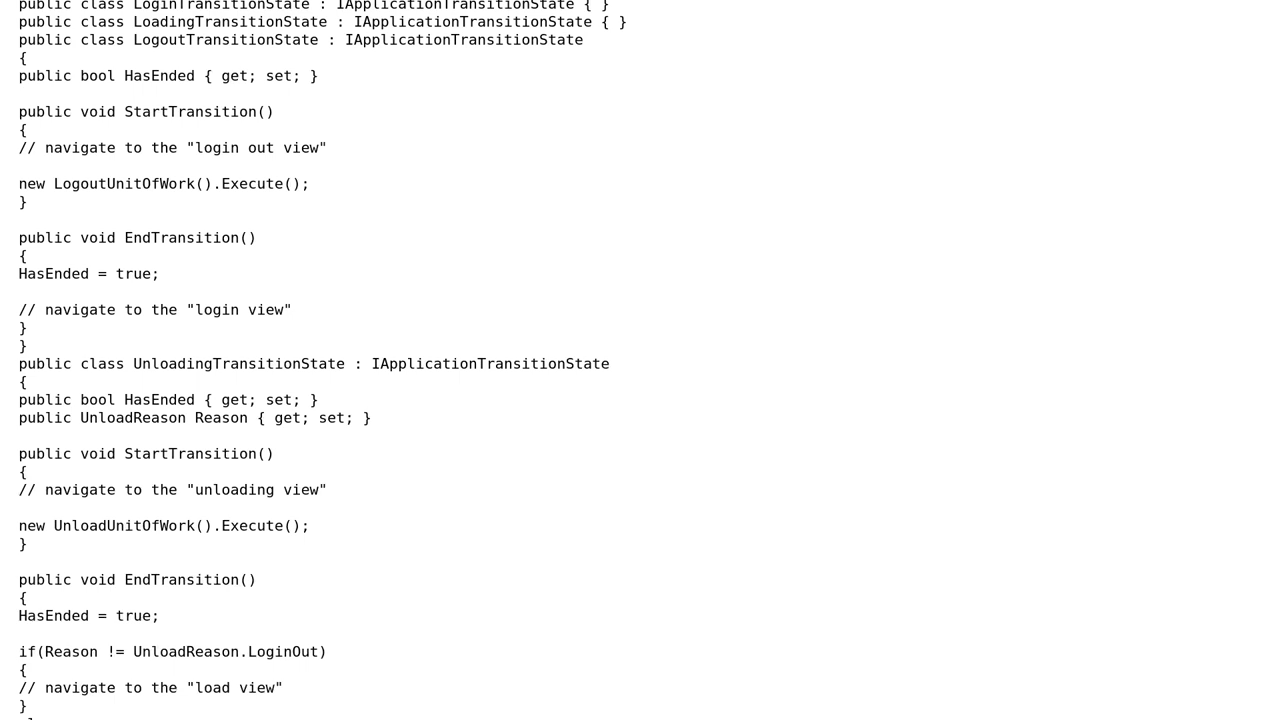 public class LoginTransitionState : IApplicationTransitionState { }
public class LoadingTransitionState : IApplicationTransitionState { }
public class LogoutTransitionState : IApplicationTransitionState
{
public bool HasEnded { get; set; }
public void StartTransition()
{
// navigate to the "login out view"
new LogoutUnitOfWork().Execute();
}
public void EndTransition()
{
HasEnded = true;
// navigate to the "login view"
}
}
public class UnloadingTransitionState : IApplicationTransitionState
{
public bool HasEnded { get; set; }
public UnloadReason Reason { get; set; }
public void StartTransition()
{
// navigate to the "unloading view"
new UnloadUnitOfWork().Execute();
}
public void EndTransition()
{
HasEnded = true;
if(Reason != UnloadReason.LoginOut)
{
// navigate to the "load view"
}